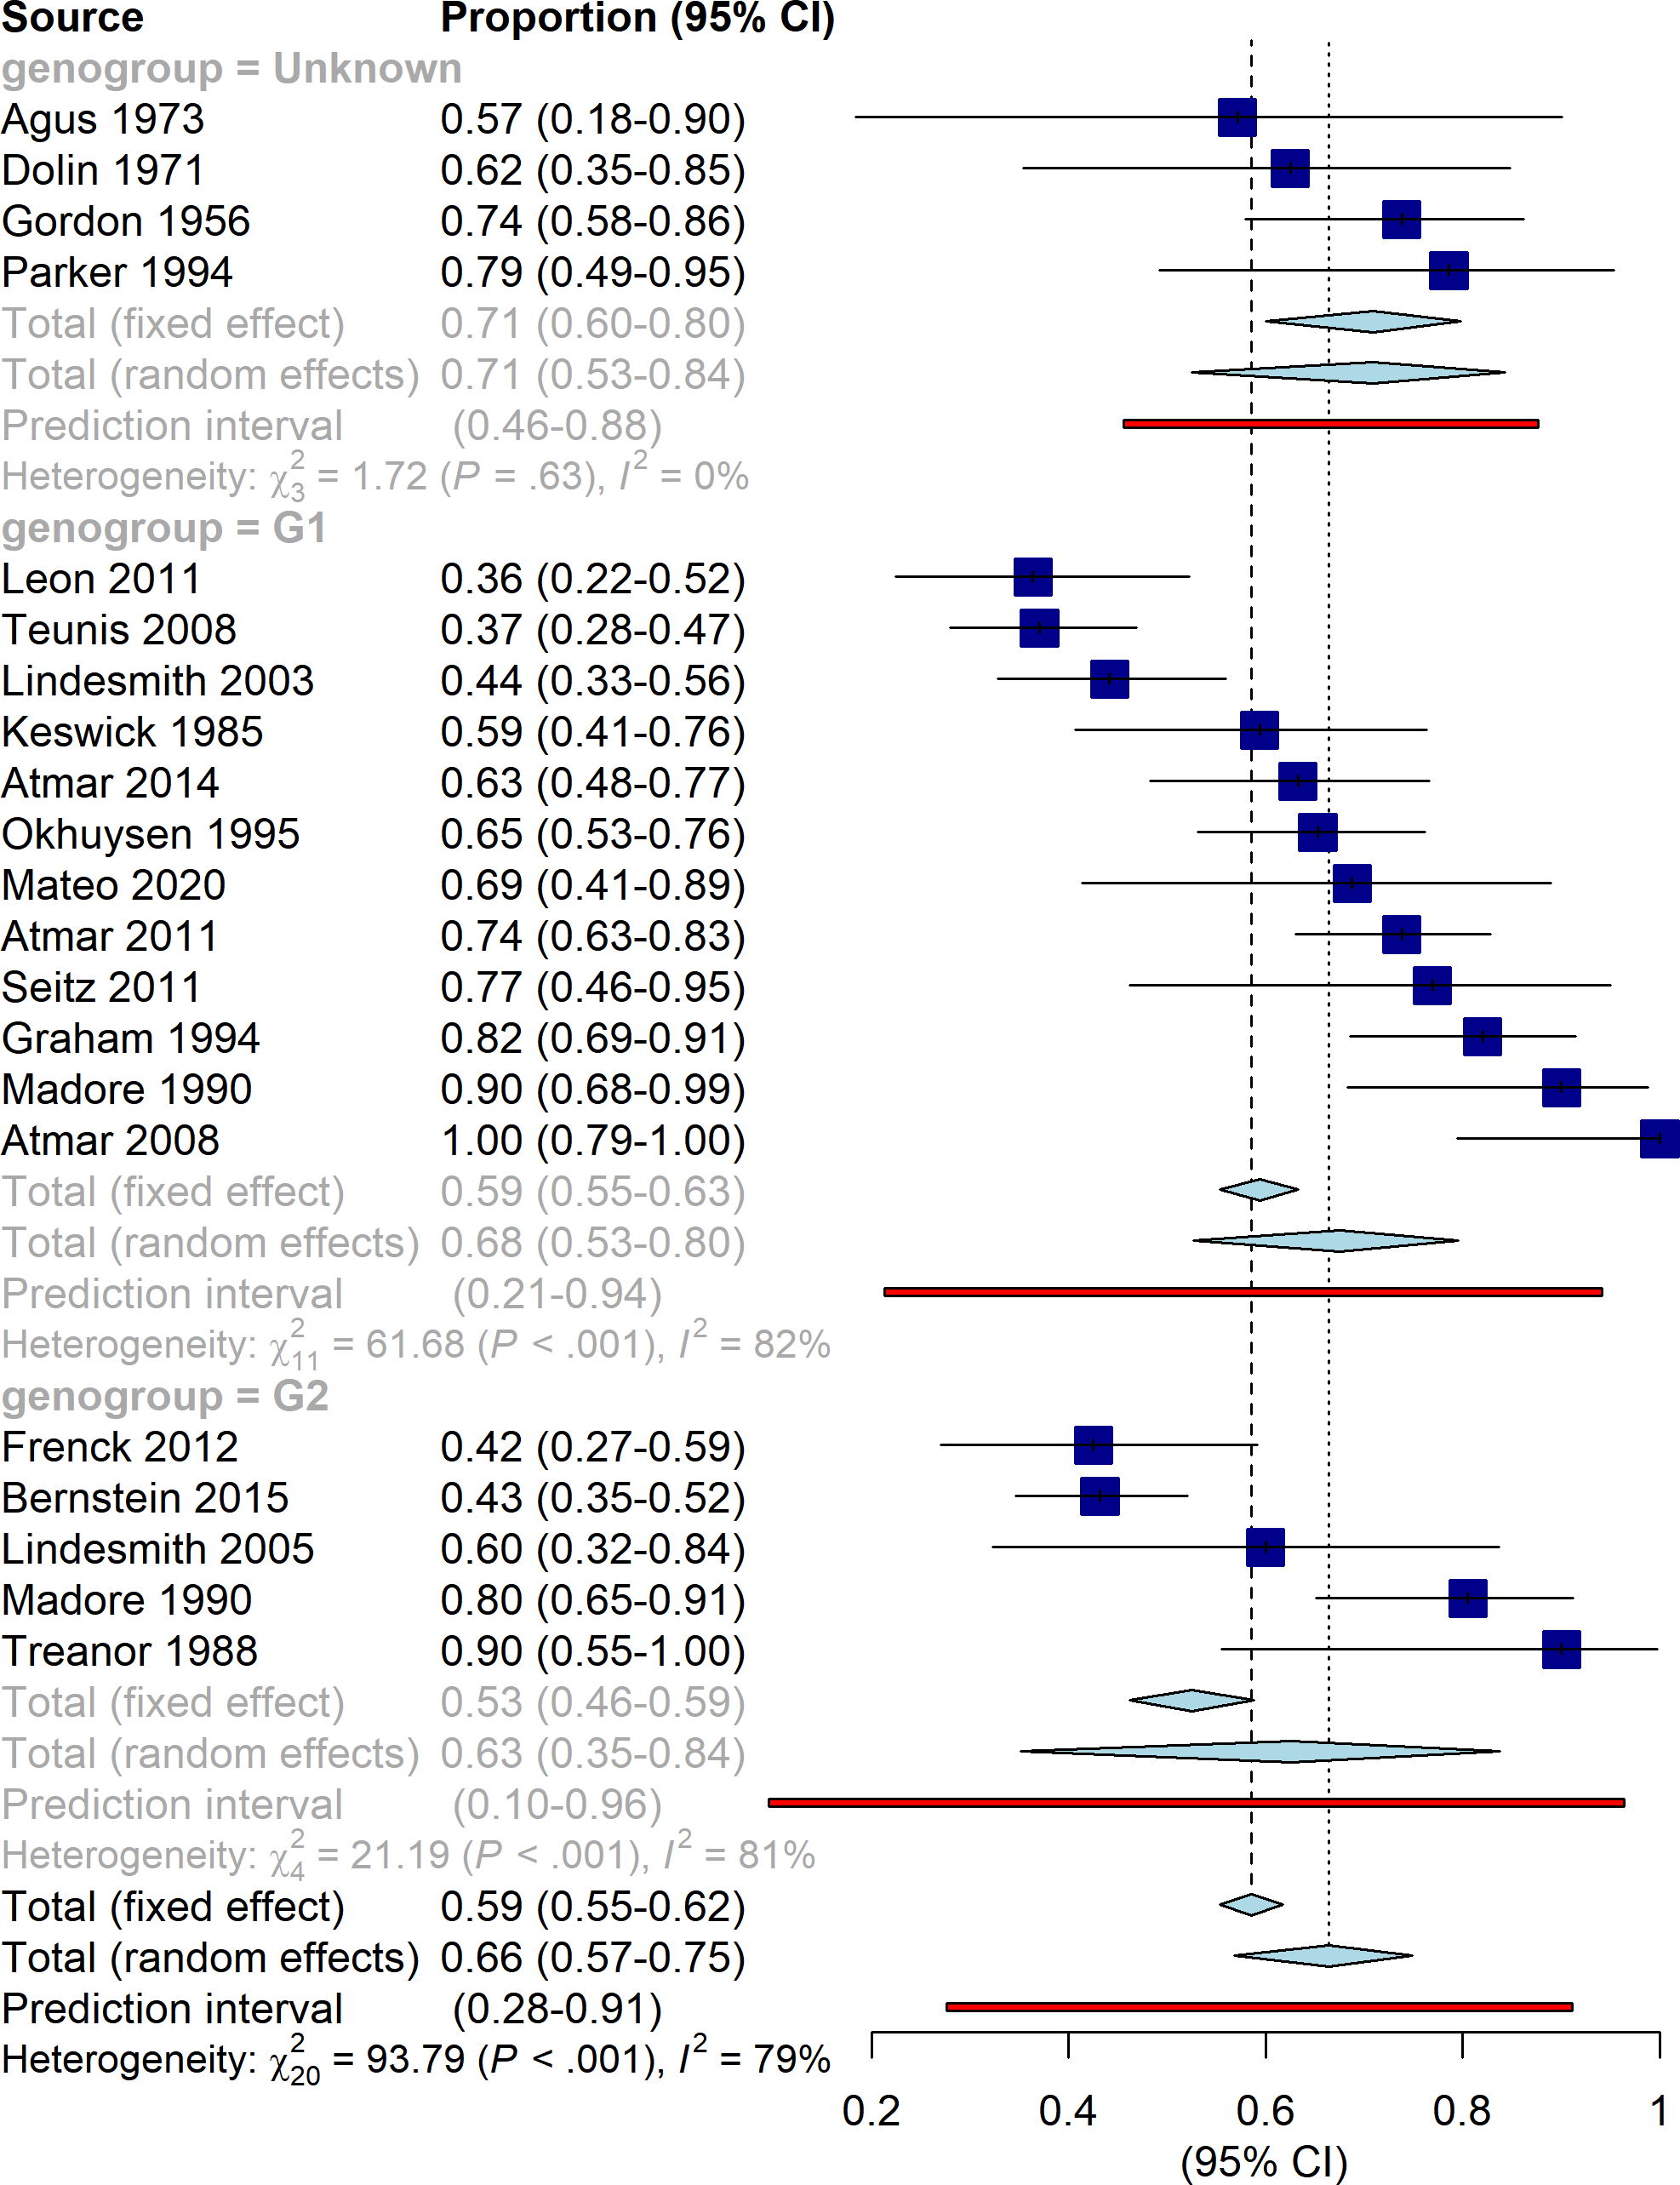 Source Proportion (95% CI)
genogroup = Unknown
Agus 1973 0.57 (0.18-0.90)
Dolin 1971 0.62 (0.35-0.85)
Gordon 1956 0.74 (0.58-0.86)
Parker 1994 0.79 (0.49-0.95)
Total (fixed effect) 0.71 (0.60-0.80)
Total (random effects) 0.71 (0.53-0.84)
Prediction interval (0.46-0.88)
Heterogeneity: χ²₃ = 1.72 (P = .63), I² = 0%
genogroup = G1
Leon 2011 0.36 (0.22-0.52)
Teunis 2008 0.37 (0.28-0.47)
Lindesmith 2003 0.44 (0.33-0.56)
Keswick 1985 0.59 (0.41-0.76)
Atmar 2014 0.63 (0.48-0.77)
Okhuysen 1995 0.65 (0.53-0.76)
Mateo 2020 0.69 (0.41-0.89)
Atmar 2011 0.74 (0.63-0.83)
Seitz 2011 0.77 (0.46-0.95)
Graham 1994 0.82 (0.69-0.91)
Madore 1990 0.90 (0.68-0.99)
Atmar 2008 1.00 (0.79-1.00)
Total (fixed effect) 0.59 (0.55-0.63)
Total (random effects) 0.68 (0.53-0.80)
Prediction interval (0.21-0.94)
Heterogeneity: χ²₁₁ = 61.68 (P < .001), I² = 82%
genogroup = G2
Frenck 2012 0.42 (0.27-0.59)
Bernstein 2015 0.43 (0.35-0.52)
Lindesmith 2005 0.60 (0.32-0.84)
Madore 1990 0.80 (0.65-0.91)
Treanor 1988 0.90 (0.55-1.00)
Total (fixed effect) 0.53 (0.46-0.59)
Total (random effects) 0.63 (0.35-0.84)
Prediction interval (0.10-0.96)
Heterogeneity: χ²₄ = 21.19 (P < .001), I² = 81%
Total (fixed effect) 0.59 (0.55-0.62)
Total (random effects) 0.66 (0.57-0.75)
Prediction interval (0.28-0.91)
Heterogeneity: χ²₂₀ = 93.79 (P < .001), I² = 79%
0.2 0.4 0.6 0.8 1
(95% CI)